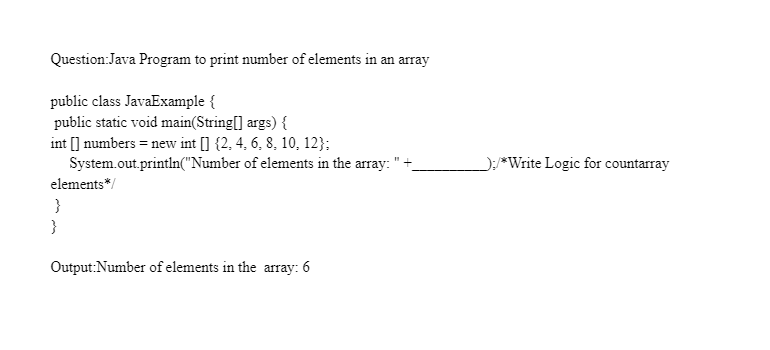 Question:Java Program to print number of elements in an array
public class JavaExample {
public static void main(String[] args) {
int [] numbers = new int [] {2, 4, 6, 8, 10, 12};
System.out.println("Number of elements in the array: " +__________);/*Write Logic for countarray
elements*/
}
}
Output:Number of elements in the  array: 6